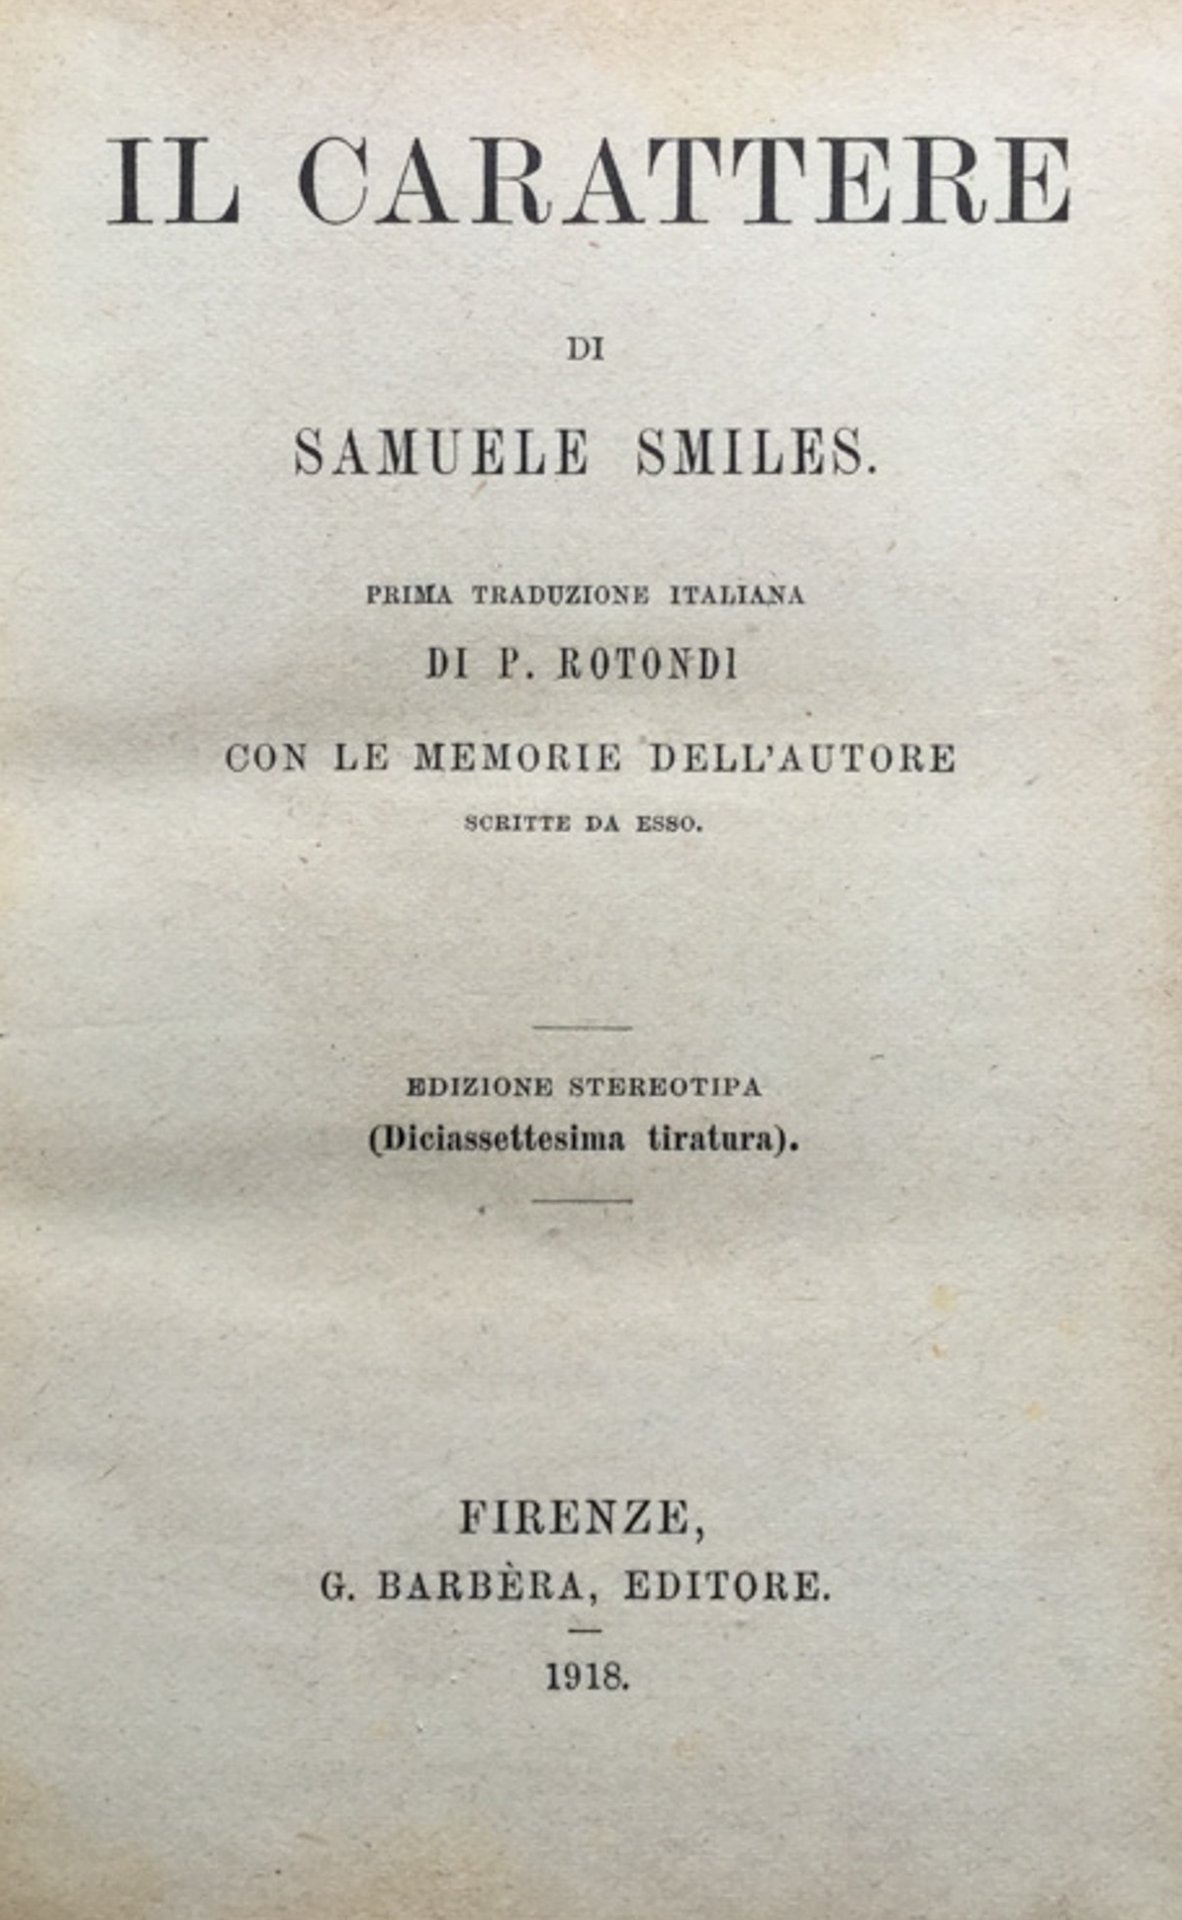 IL CARATTERE
DI
SAMUELE SMILES.
PRIMA TRADUZIONE ITALIANA
DI P. ROTONDI
CON LE MEMORIE DELL'AUTORE
SCRITTE DA ESSO.
EDIZIONE STEREOTIPA
(Diciassettesima tiratura).
FIRENZE,
G. BARBÈRA, EDITORE.
1918.